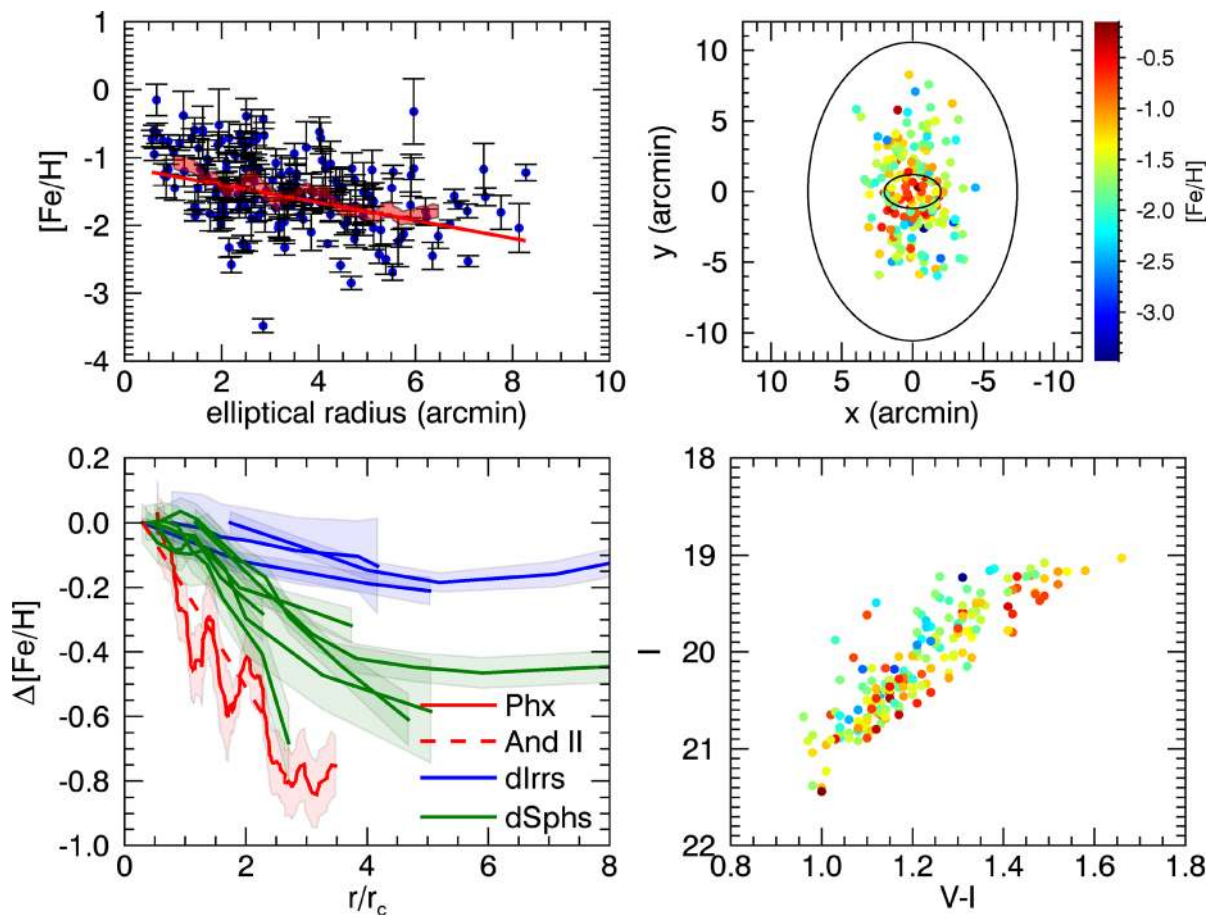 1
0
-1
-2
-3
-4
[Fe/H]
0 2 4 6 8 10
elliptical radius (arcmin)
10
5
0
-5
-10
y (arcmin)
10 5 0 -5 -10
x (arcmin)
-0.5
-1.0
-1.5
-2.0
-2.5
-3.0
[Fe/H]
0.2
0.0
-0.2
-0.4
-0.6
-0.8
-1.0
Δ[Fe/H]
Phx
And II
dIrrs
dSphs
0 2 4 6 8
r/rc
18
19
20
21
22
I
0.8 1.0 1.2 1.4 1.6 1.8
V-I